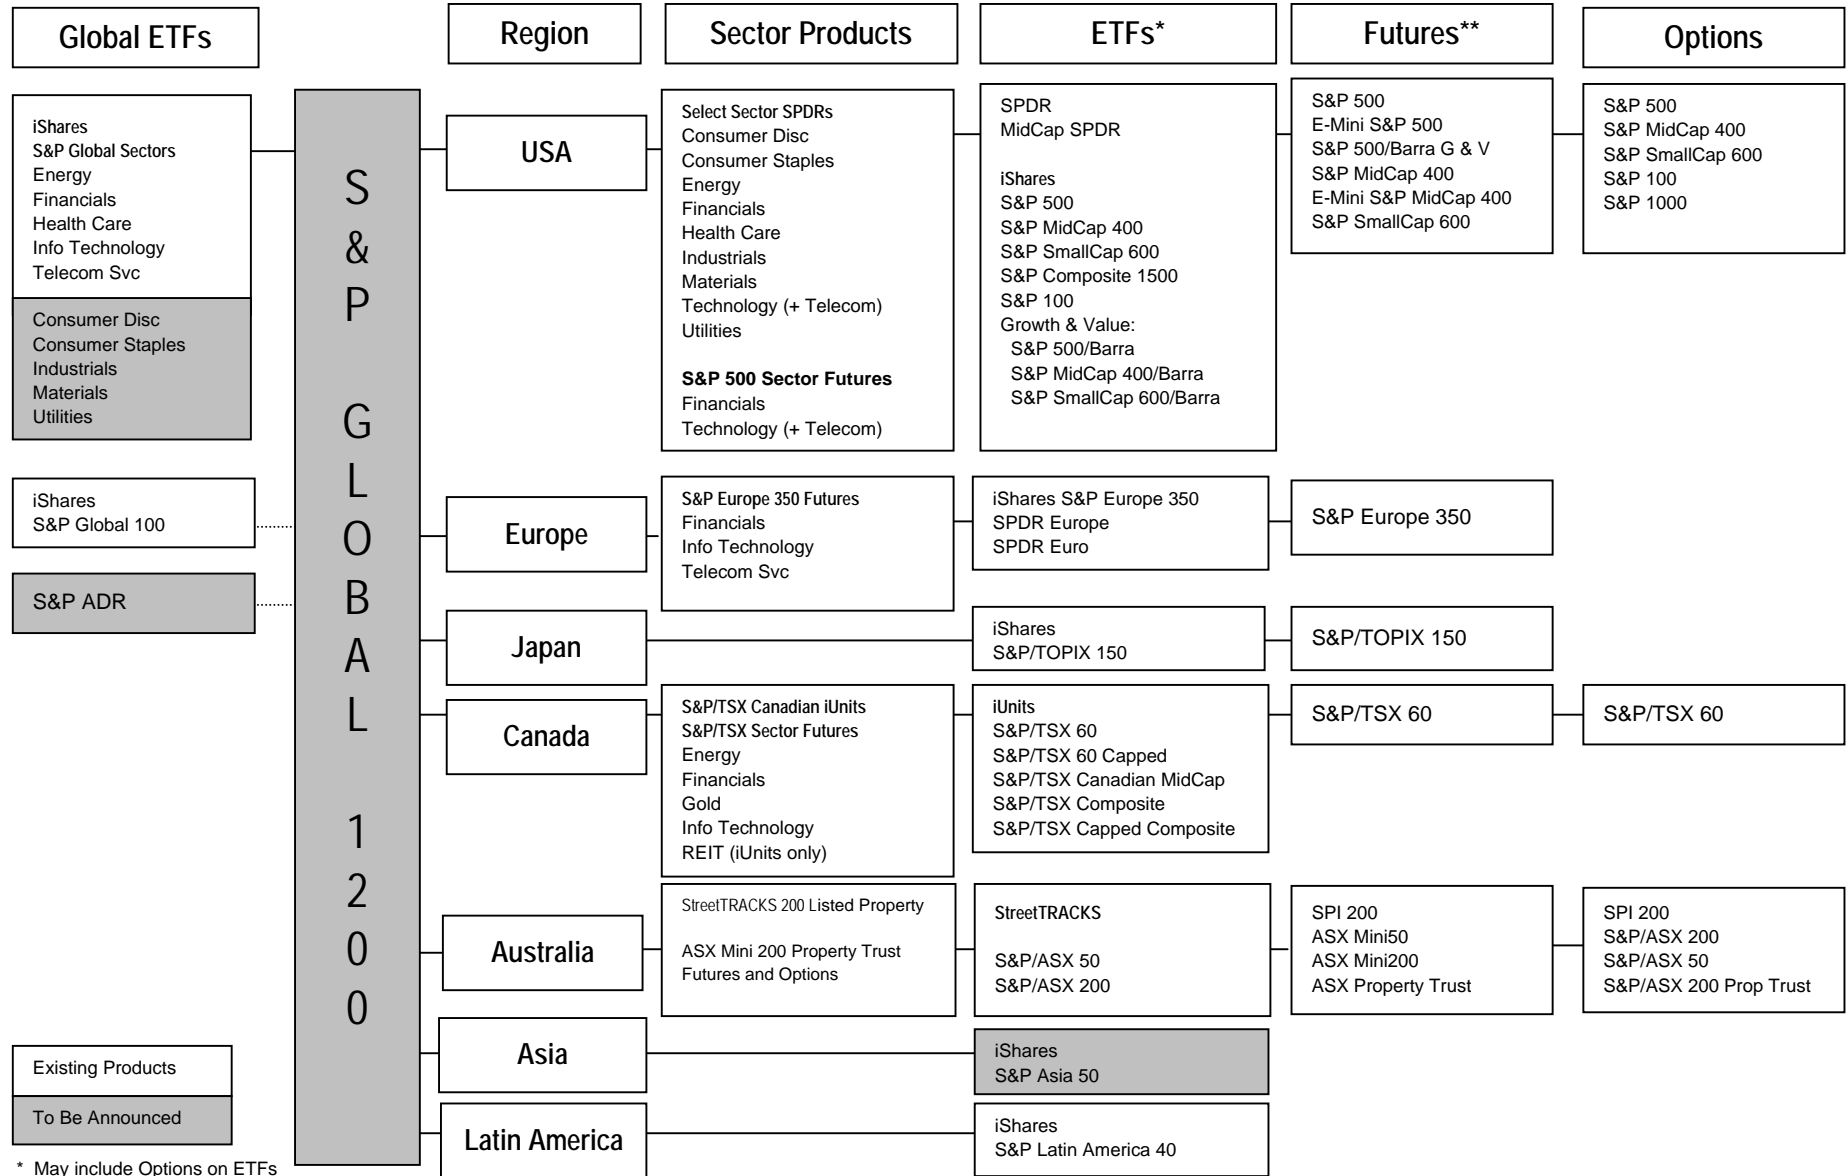 Global ETFs
Region
Sector Products
ETFs*
Futures**
Options
iShares
S&P Global Sectors
Energy
Financials
Health Care
Info Technology
Telecom Svc
Consumer Disc
Consumer Staples
Industrials
Materials
Utilities
iShares
S&P Global 100
S&P ADR
S&P GLOBAL 1200
USA
Select Sector SPDRs
Consumer Disc
Consumer Staples
Energy
Financials
Health Care
Industrials
Materials
Technology (+ Telecom)
Utilities
S&P 500 Sector Futures
Financials
Technology (+ Telecom)
SPDR
MidCap SPDR
iShares
S&P 500
S&P MidCap 400
S&P SmallCap 600
S&P Composite 1500
S&P 100
Growth & Value:
S&P 500/Barra
S&P MidCap 400/Barra
S&P SmallCap 600/Barra
S&P 500
E-Mini S&P 500
S&P 500/Barra G & V
S&P MidCap 400
E-Mini S&P MidCap 400
S&P SmallCap 600
S&P 500
S&P MidCap 400
S&P SmallCap 600
S&P 100
S&P 1000
Europe
S&P Europe 350 Futures
Financials
Info Technology
Telecom Svc
iShares S&P Europe 350
SPDR Europe
SPDR Euro
S&P Europe 350
Japan
iShares
S&P/TOPIX 150
S&P/TOPIX 150
Canada
S&P/TSX Canadian iUnits
S&P/TSX Sector Futures
Energy
Financials
Gold
Info Technology
REIT (iUnits only)
iUnits
S&P/TSX 60
S&P/TSX 60 Capped
S&P/TSX Canadian MidCap
S&P/TSX Composite
S&P/TSX Capped Composite
S&P/TSX 60
S&P/TSX 60
Australia
StreetTRACKS 200 Listed Property
ASX Mini 200 Property Trust
Futures and Options
StreetTRACKS
S&P/ASX 50
S&P/ASX 200
SPI 200
ASX Mini50
ASX Mini200
ASX Property Trust
SPI 200
S&P/ASX 200
S&P/ASX 50
S&P/ASX 200 Prop Trust
Asia
iShares
S&P Asia 50
Latin America
iShares
S&P Latin America 40
Existing Products
To Be Announced
* May include Options on ETFs